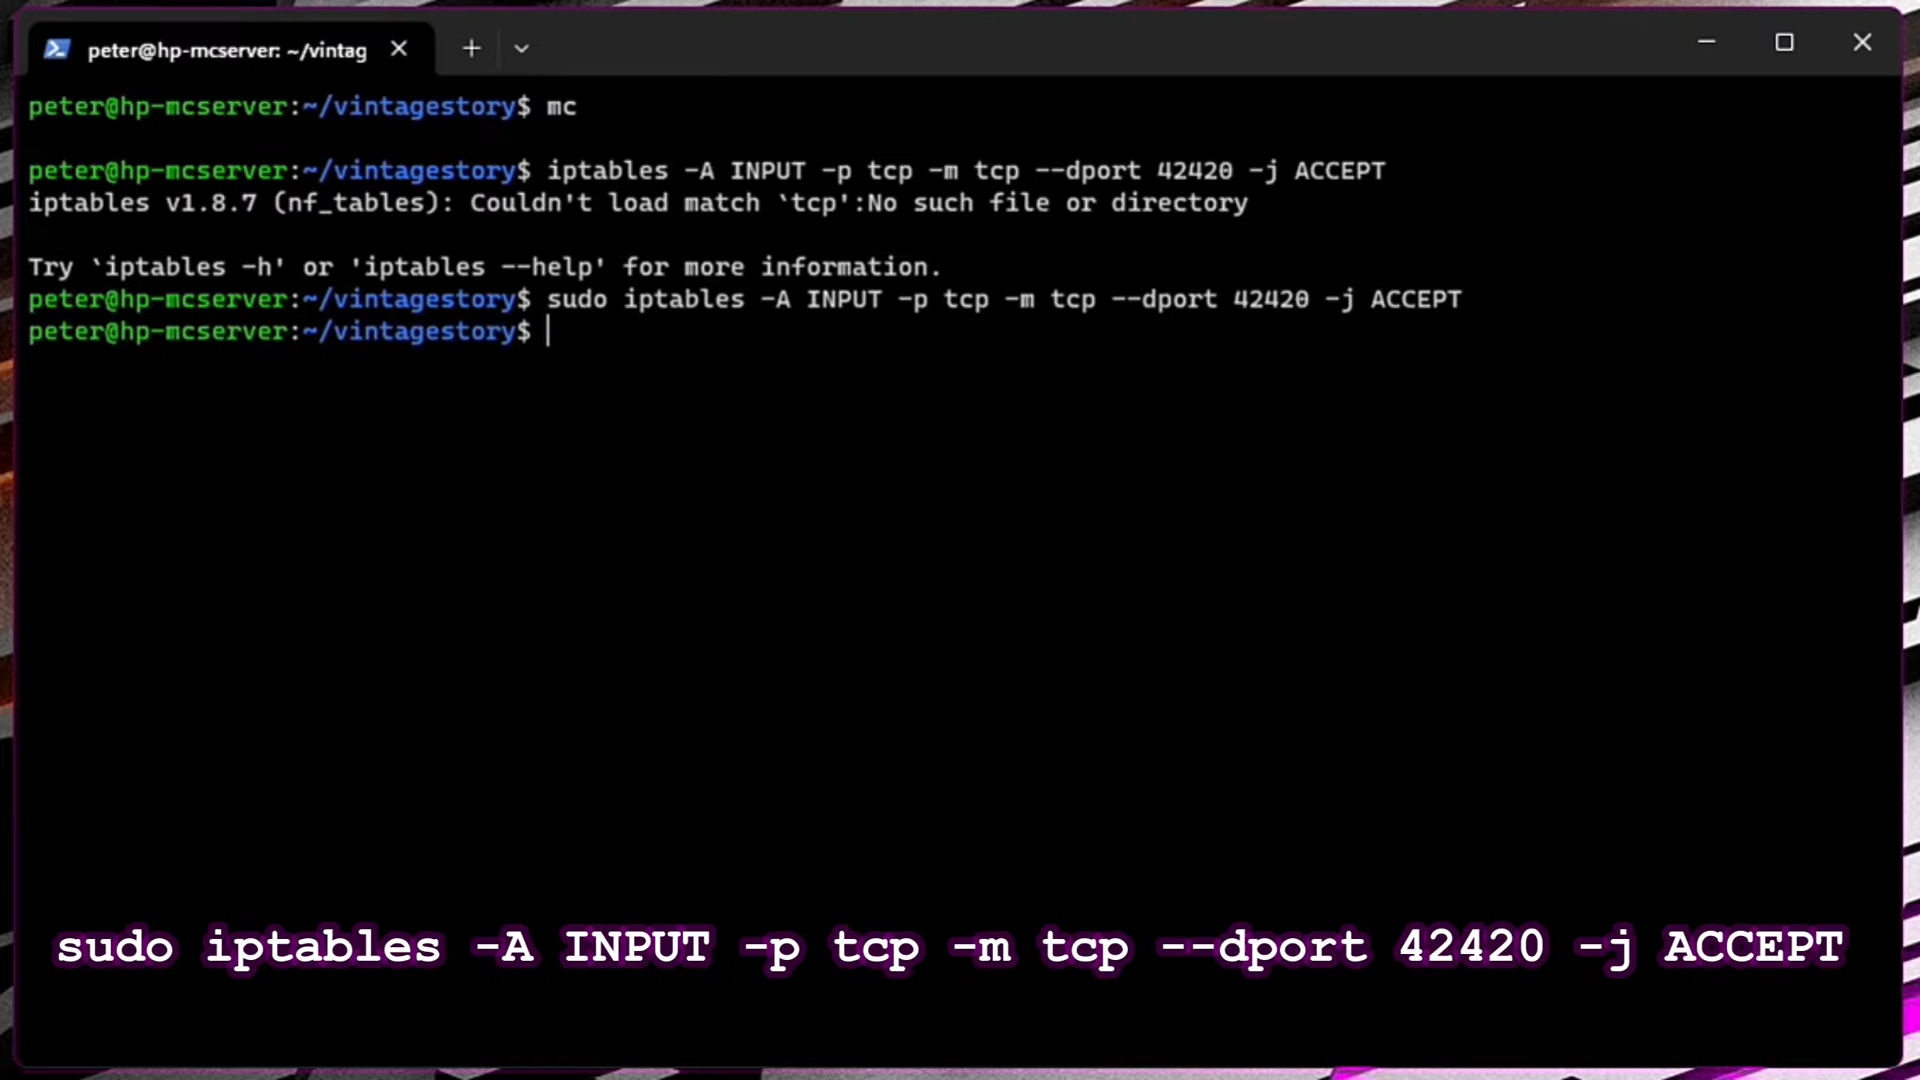 peter@hp-mcserver: ~/vintag
peter@hp-mcserver:~/vintagestory$ mc
peter@hp-mcserver:~/vintagestory$ iptables -A INPUT -p tcp -m tcp --dport 42420 -j ACCEPT
iptables v1.8.7 (nf_tables): Couldn't load match `tcp':No such file or directory
Try `iptables -h' or 'iptables --help' for more information.
peter@hp-mcserver:~/vintagestory$ sudo iptables -A INPUT -p tcp -m tcp --dport 42420 -j ACCEPT
peter@hp-mcserver:~/vintagestory$
sudo iptables -A INPUT -p tcp -m tcp --dport 42420 -j ACCEPT